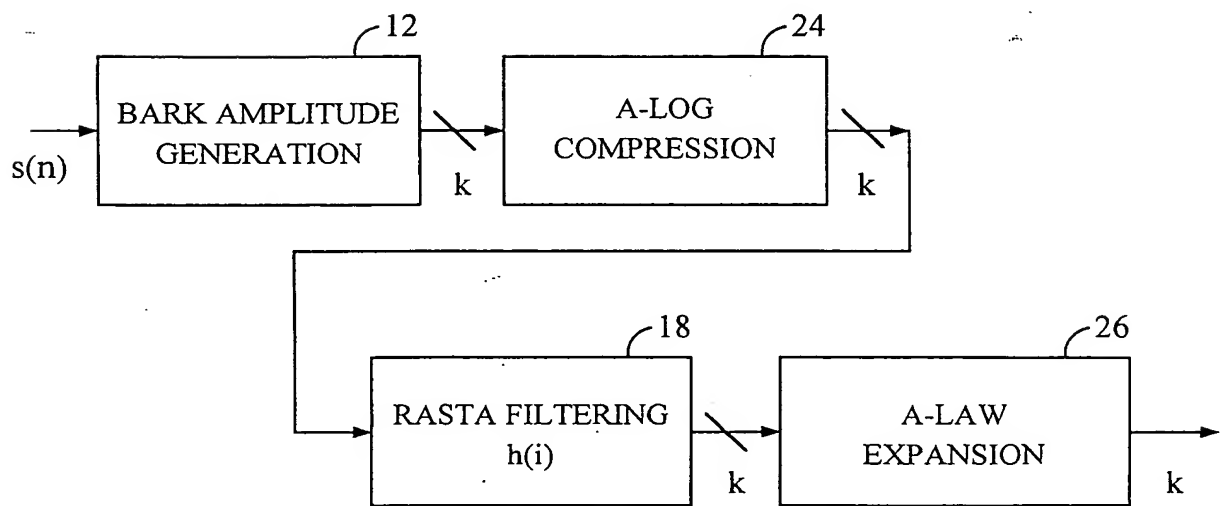 12
24
BARK AMPLITUDE
GENERATION
A-LOG
COMPRESSION
s(n)
k
k
18
26
RASTA FILTERING
h(i)
A-LAW
EXPANSION
k
k